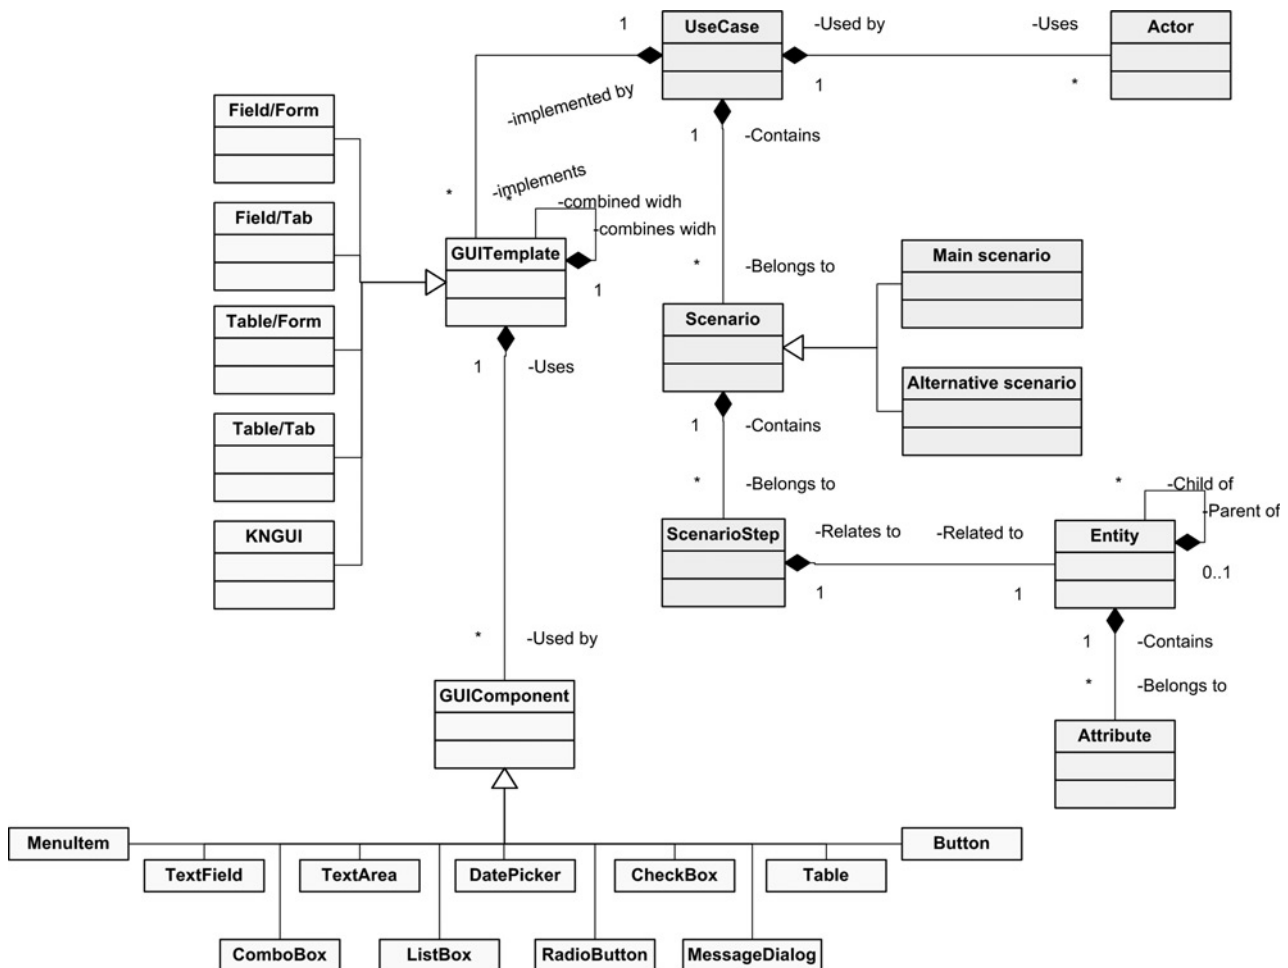 1
UseCase
-Used by
-Uses
Actor
1
*
-implemented by
1
-Contains
Field/Form
*
-implements
*
-combined widh
-combines widh
Field/Tab
GUITemplate
1
*
-Belongs to
Main scenario
Table/Form
Scenario
1
-Uses
Alternative scenario
Table/Tab
1
-Contains
*
-Belongs to
*
-Child of
-Parent of
KNGUI
ScenarioStep
-Relates to
-Related to
Entity
1
1
0..1
*
-Used by
1
-Contains
*
-Belongs to
GUIComponent
Attribute
MenuItem
Button
TextField
TextArea
DatePicker
CheckBox
Table
ComboBox
ListBox
RadioButton
MessageDialog